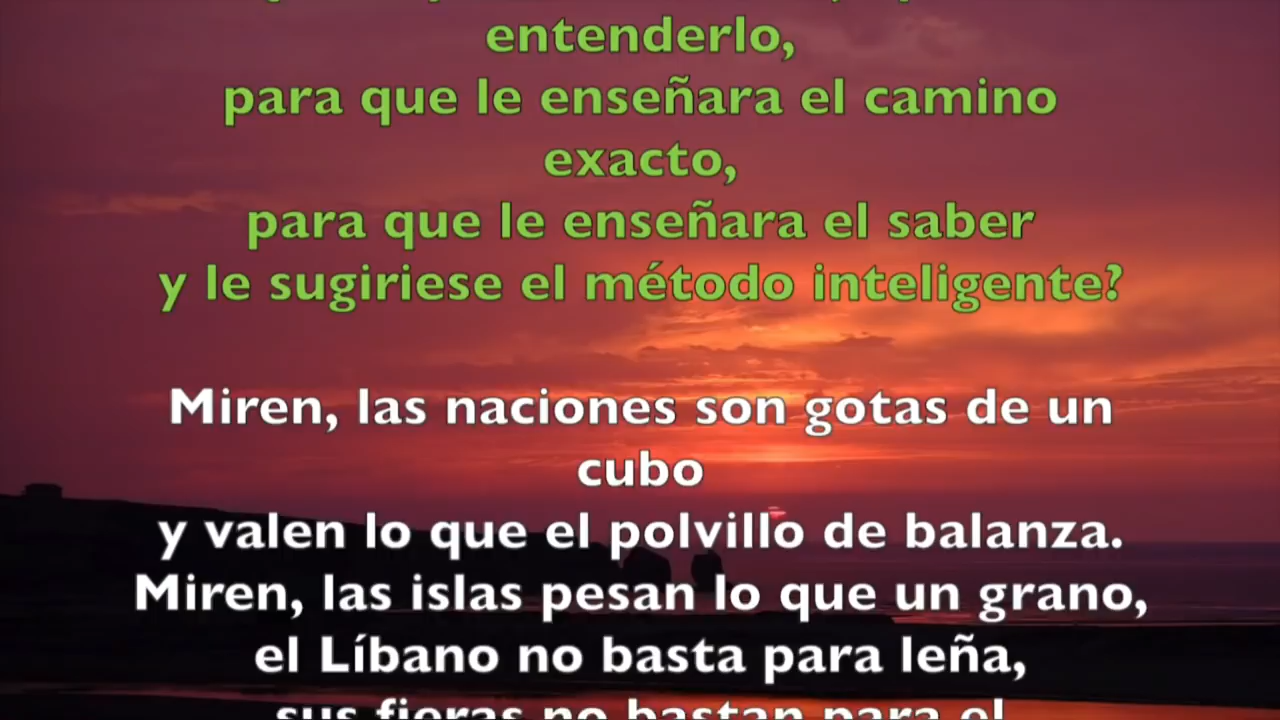 entenderlo,
para que le enseñara el camino
exacto,
para que le enseñara el saber
y le sugiriese el método inteligente?
Miren, las naciones son gotas de un
cubo
y valen lo que el polvillo de balanza.
Miren, las islas pesan lo que un grano,
el Líbano no basta para leña,
sus fieras no bastan para el